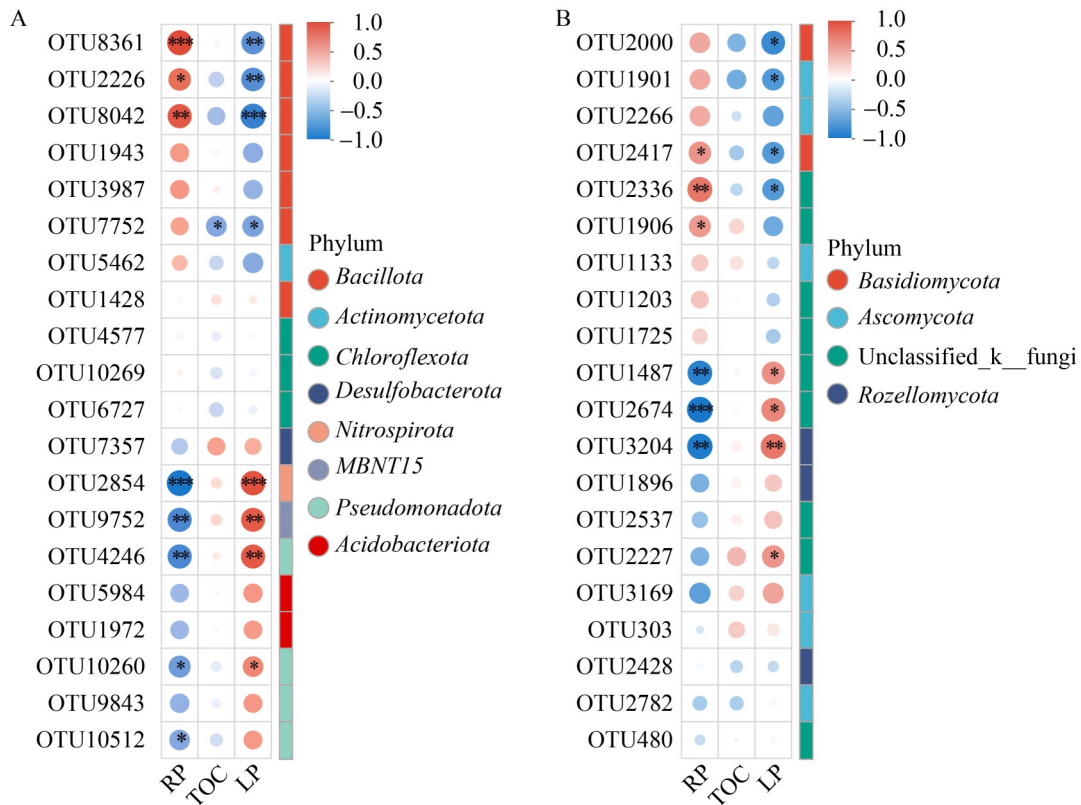 A
OTU8361 *** **
OTU2226 * **
OTU8042 ** ***
OTU1943
OTU3987
OTU7752 * *
OTU5462
OTU1428
OTU4577
OTU10269
OTU6727
OTU7357
OTU2854 *** ***
OTU9752 ** **
OTU4246 ** **
OTU5984
OTU1972
OTU10260 * *
OTU9843
OTU10512 *
RP TOC LP
1.0
0.5
0.0
−0.5
−1.0
Phylum
Bacillota
Actinomycetota
Chloroflexota
Desulfobacterota
Nitrospirota
MBNT15
Pseudomonadota
Acidobacteriota
B
OTU2000 *
OTU1901 *
OTU2266
OTU2417 * *
OTU2336 ** *
OTU1906 *
OTU1133
OTU1203
OTU1725
OTU1487 ** *
OTU2674 *** *
OTU3204 ** **
OTU1896
OTU2537
OTU2227 *
OTU3169
OTU303
OTU2428
OTU2782
OTU480
RP TOC LP
1.0
0.5
0.0
−0.5
−1.0
Phylum
Basidiomycota
Ascomycota
Unclassified_k__fungi
Rozellomycota